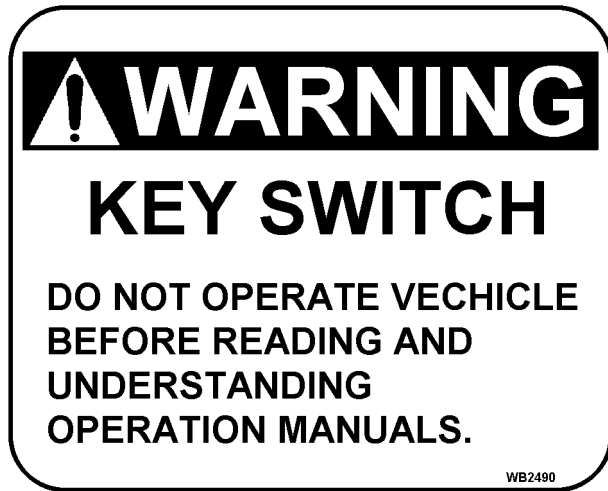 WARNING
KEY SWITCH
DO NOT OPERATE VECHICLE
BEFORE READING AND
UNDERSTANDING
OPERATION MANUALS.
WB2490